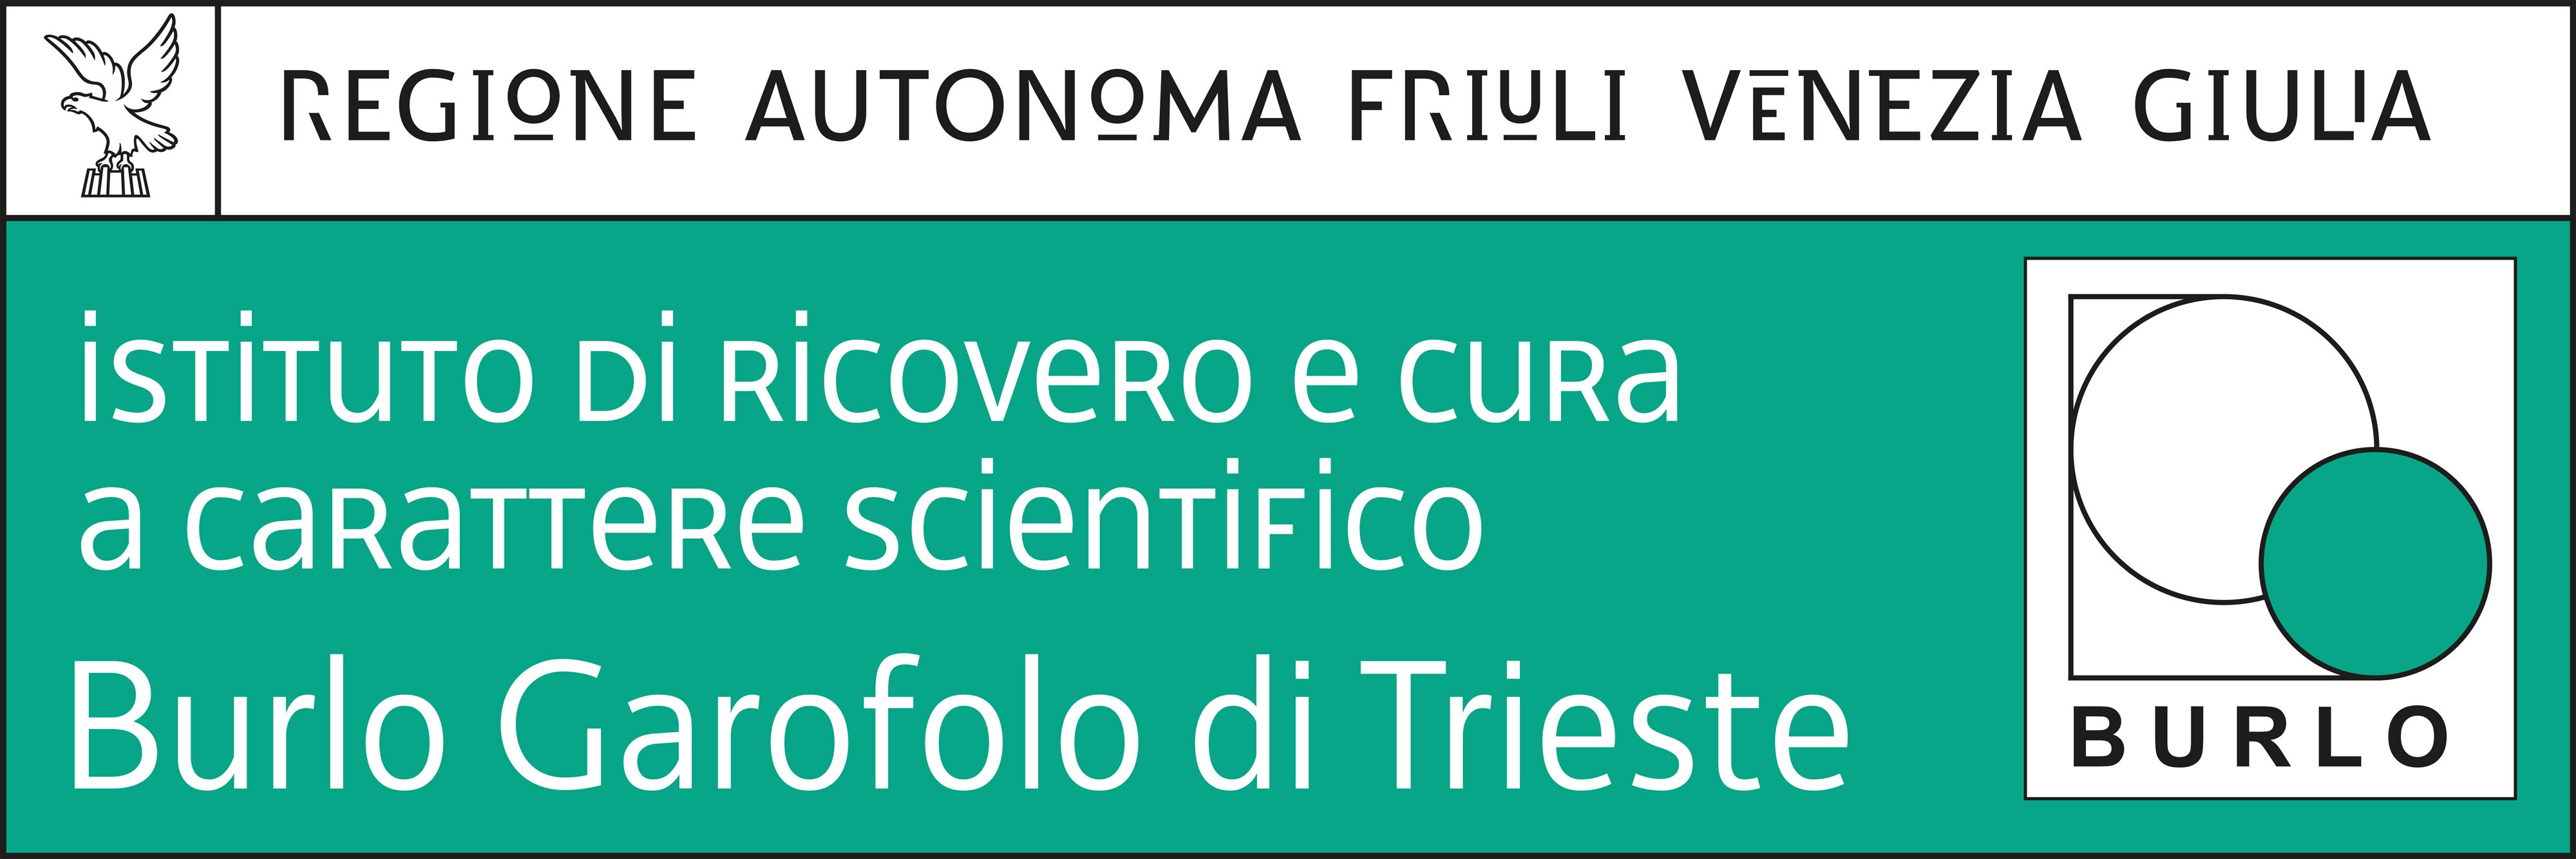 REGIONE AUTONOMA FRIULI VENEZIA GIULIA
istituto di ricovero e cura
a carattere scientifico
Burlo Garofolo di Trieste
BURLO